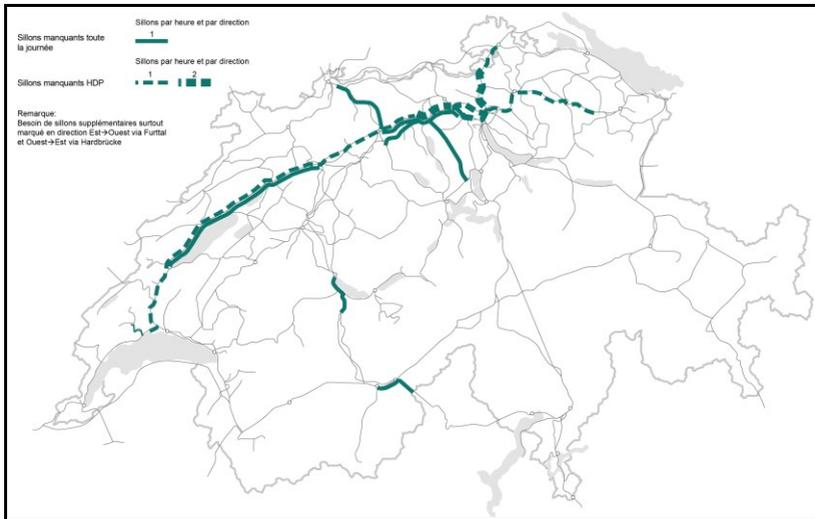 Sillons par heure et par direction
Sillons manquants toute
la journée
1
Sillons par heure et par direction
Sillons manquants HDP
1
2
Remarque:
Besoin de sillons supplémentaires surtout
marqué en direction Est→Ouest via Furttal
et Ouest→Est via Hardbrücke